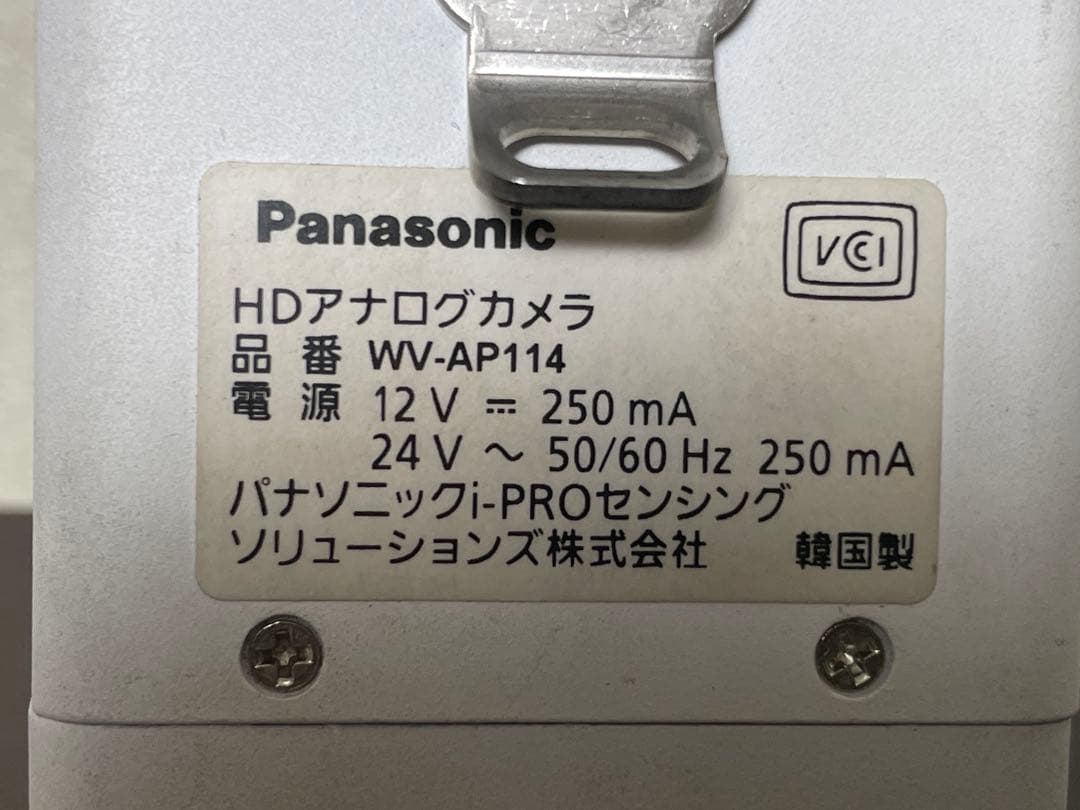 Panasonic
VCI
HDアナログカメラ
品番 WV-AP114
電源 12V ⎓ 250 mA
24V ～ 50/60 Hz 250 mA
パナソニックi-PROセンシング
ソリューションズ株式会社 韓国製